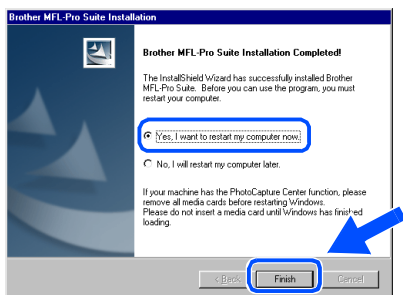 Brother MFL-Pro Suite Installation
Brother MFL-Pro Suite Installation Completed!
The InstallShield Wizard has successfully installed Brother
MFL-Pro Suite.  Before you can use the program, you must
restart your computer.
Yes, I want to restart my computer now.
No, I will restart my computer later.
If your machine has the PhotoCapture Center function, please
remove all media cards before restarting Windows.
Please do not insert a media card until Windows has finished
loading.
< Back
Finish
Cancel